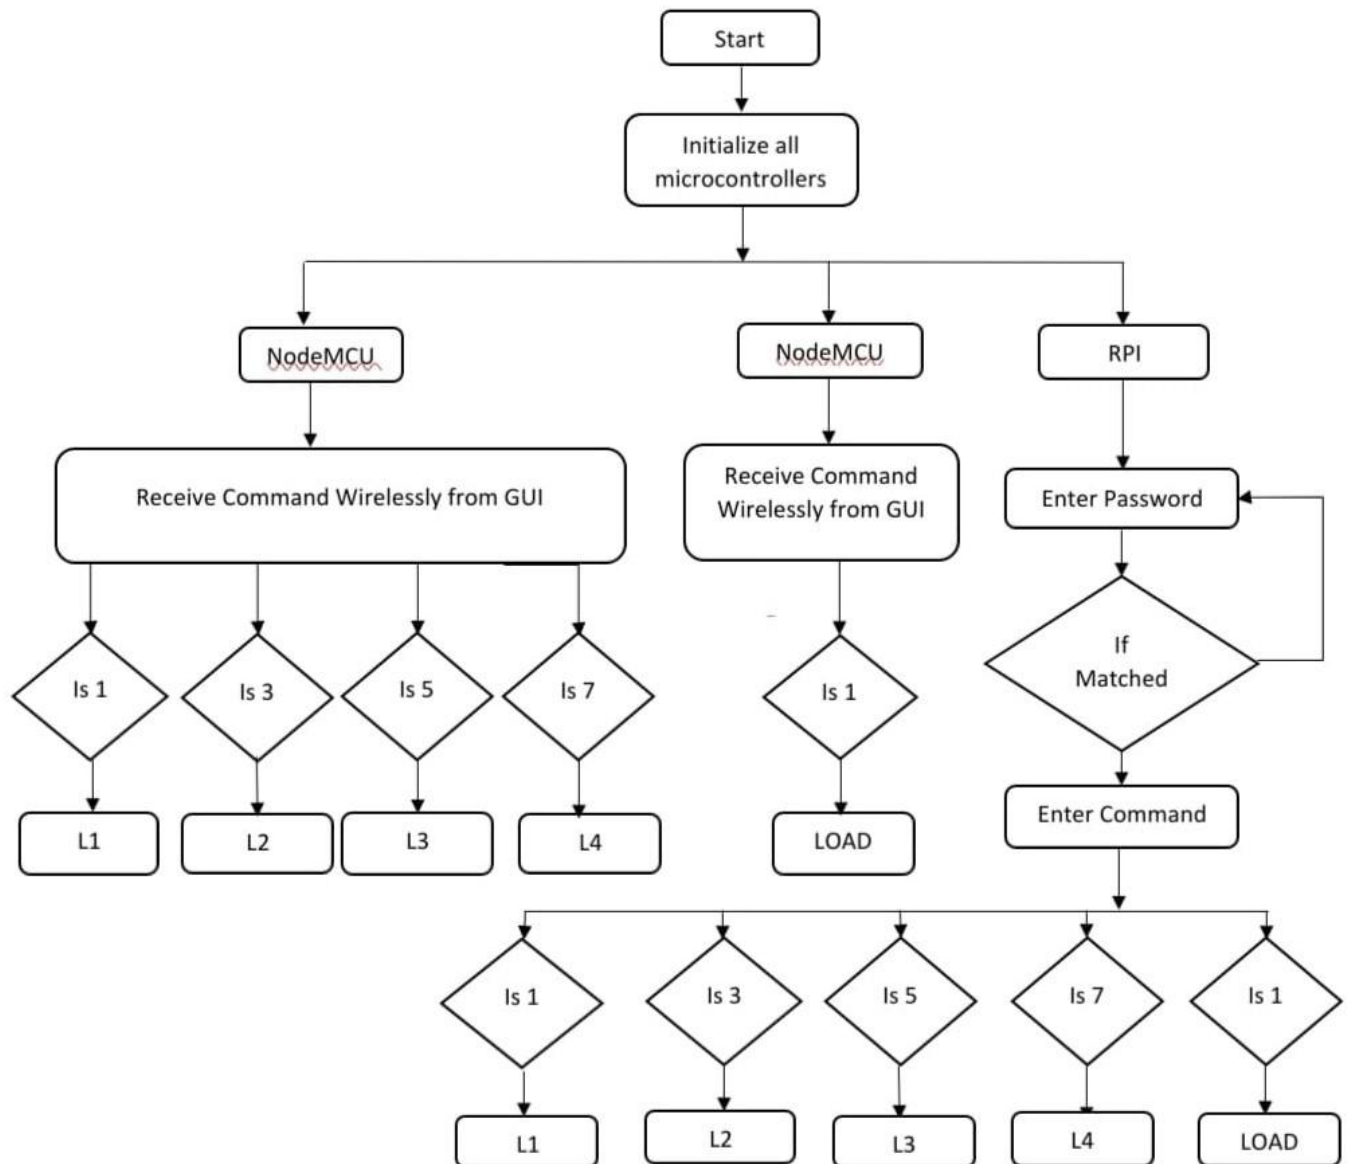 Start
Initialize all
microcontrollers
NodeMCU
NodeMCU
RPI
Receive Command Wirelessly from GUI
Receive Command
Wirelessly from GUI
Enter Password
If
Matched
Is 1
Is 3
Is 5
Is 7
Is 1
L1
L2
L3
L4
LOAD
Enter Command
Is 1
Is 3
Is 5
Is 7
Is 1
L1
L2
L3
L4
LOAD